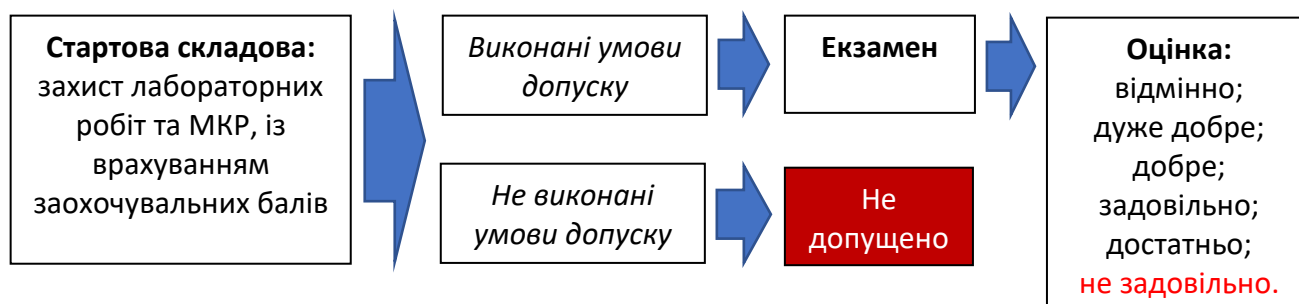 Стартова складова:
захист лабораторних
робіт та МКР, із
врахуванням
заохочувальних балів
Виконані умови
допуску
Екзамен
Не виконані
умови допуску
Не
допущено
Оцінка:
відмінно;
дуже добре;
добре;
задовільно;
достатньо;
не задовільно.